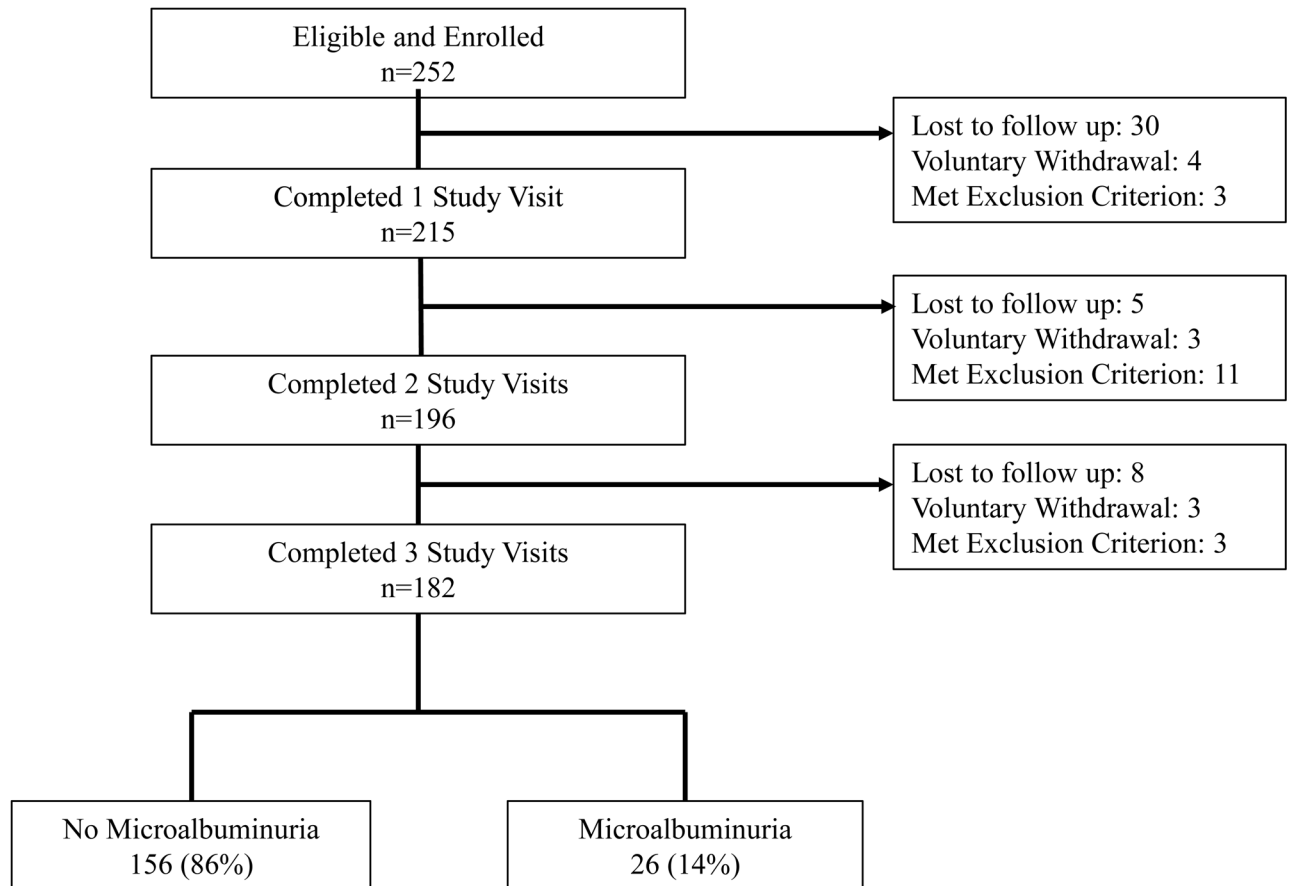 Eligible and Enrolled
n=252
Lost to follow up: 30
Voluntary Withdrawal: 4
Met Exclusion Criterion: 3
Completed 1 Study Visit
n=215
Lost to follow up: 5
Voluntary Withdrawal: 3
Met Exclusion Criterion: 11
Completed 2 Study Visits
n=196
Lost to follow up: 8
Voluntary Withdrawal: 3
Met Exclusion Criterion: 3
Completed 3 Study Visits
n=182
No Microalbuminuria
156 (86%)
Microalbuminuria
26 (14%)